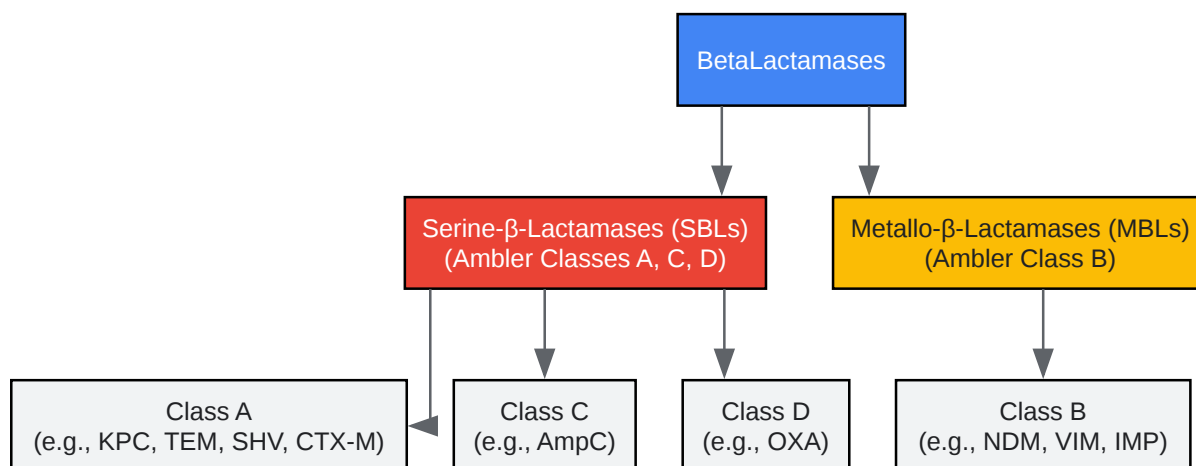 BetaLactamases
Serine-β-Lactamases (SBLs)
(Ambler Classes A, C, D)
Metallo-β-Lactamases (MBLs)
(Ambler Class B)
Class A
(e.g., KPC, TEM, SHV, CTX-M)
Class C
(e.g., AmpC)
Class D
(e.g., OXA)
Class B
(e.g., NDM, VIM, IMP)